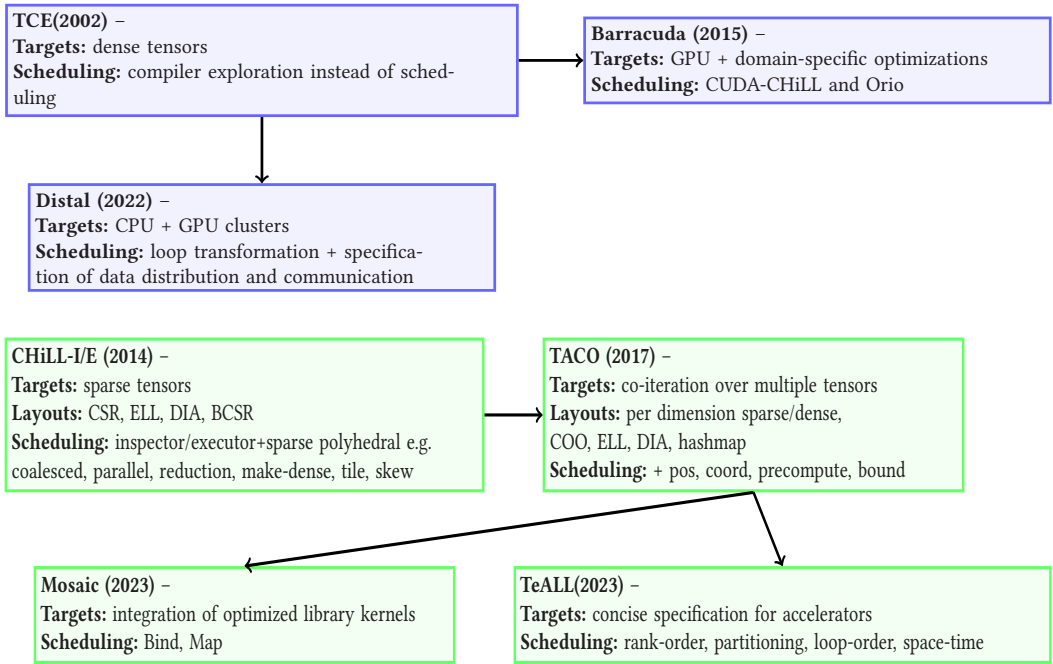 TCE(2002) –
Targets: dense tensors
Scheduling: compiler exploration instead of sched-
uling
Barracuda (2015) –
Targets: GPU + domain-specific optimizations
Scheduling: CUDA-CHiLL and Orio
Distal (2022) –
Targets: CPU + GPU clusters
Scheduling: loop transformation + specifica-
tion of data distribution and communication
CHiLL-I/E (2014) –
Targets: sparse tensors
Layouts: CSR, ELL, DIA, BCSR
Scheduling: inspector/executor+sparse polyhedral e.g.
coalesced, parallel, reduction, make-dense, tile, skew
TACO (2017) –
Targets: co-iteration over multiple tensors
Layouts: per dimension sparse/dense,
COO, ELL, DIA, hashmap
Scheduling: + pos, coord, precompute, bound
Mosaic (2023) –
Targets: integration of optimized library kernels
Scheduling: Bind, Map
TeALL(2023) –
Targets: concise specification for accelerators
Scheduling: rank-order, partitioning, loop-order, space-time